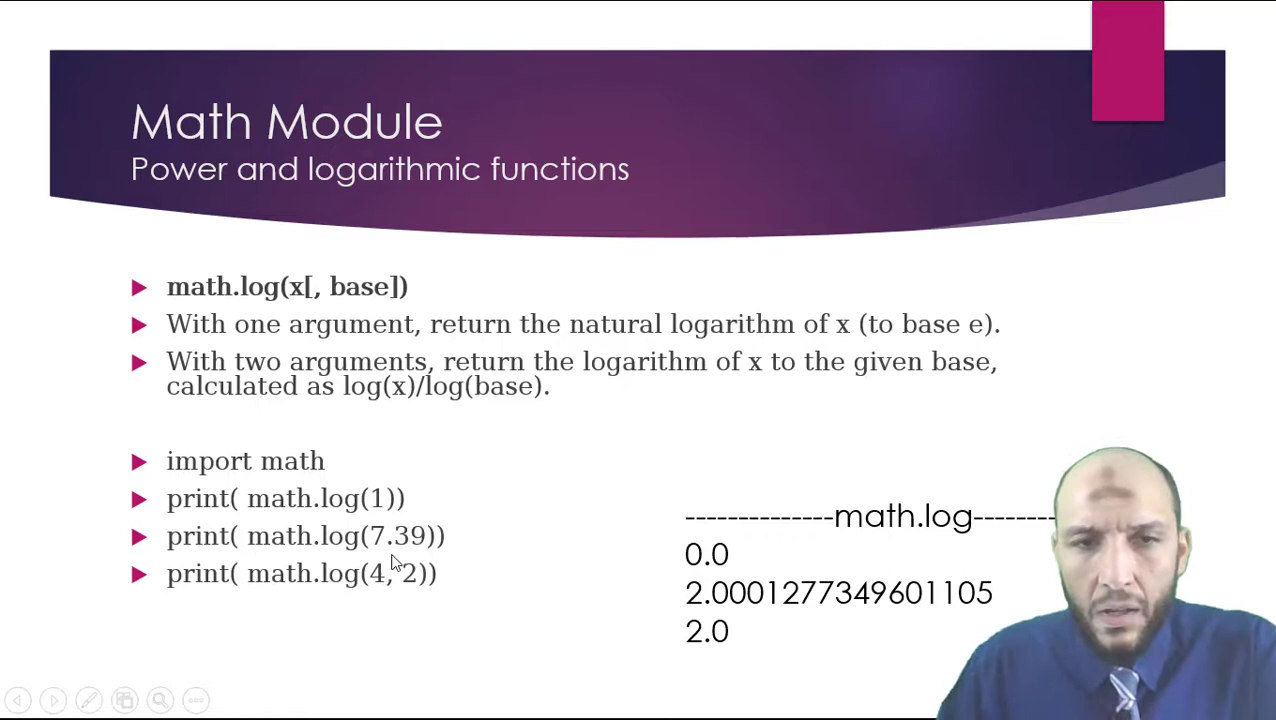 Math Module
Power and logarithmic functions
math.log(x[, base])
With one argument, return the natural logarithm of x (to base e).
With two arguments, return the logarithm of x to the given base,
calculated as log(x)/log(base).
import math
print( math.log(1))
print( math.log(7.39))
print( math.log(4, 2))
--------------math.log--------
0.0
2.0001277349601105
2.0